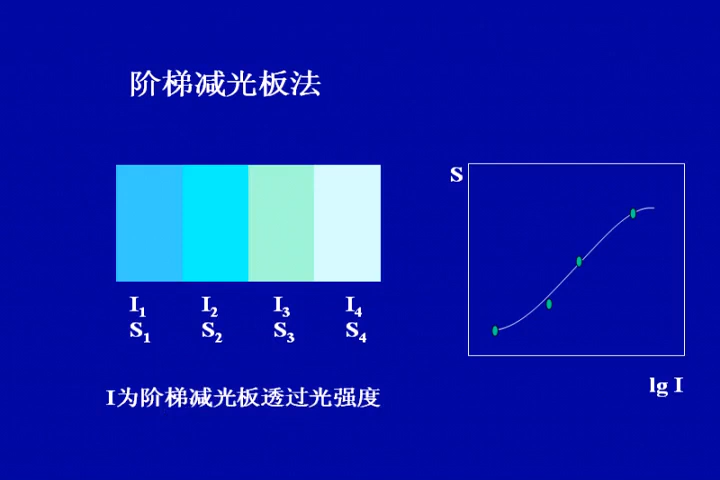 阶梯减光板法
I₁ I₂ I₃ I₄
S₁ S₂ S₃ S₄
I为阶梯减光板透过光强度
S
lg I